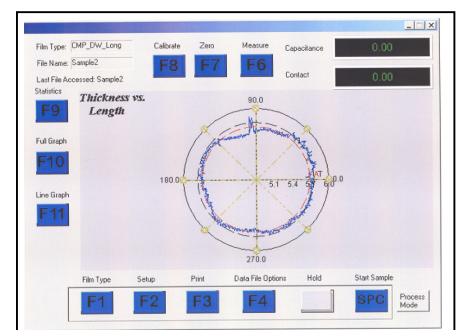 Film Type: CMP_DW_Long Calibrate Zero Measure Capacitance 0.00
File Name: Sample2 F8 F7 F6
Last File Accessed: Sample2 Contact 0.00
Statistics
F9
Thickness vs.
Length
90.0
Full Graph
F10
180.0 5.1 5.4 0.0
AT
Line Graph
F11
270.0
Film Type Setup Print Data File Options Hold Start Sample
F1 F2 F3 F4 SPC Process
Mode